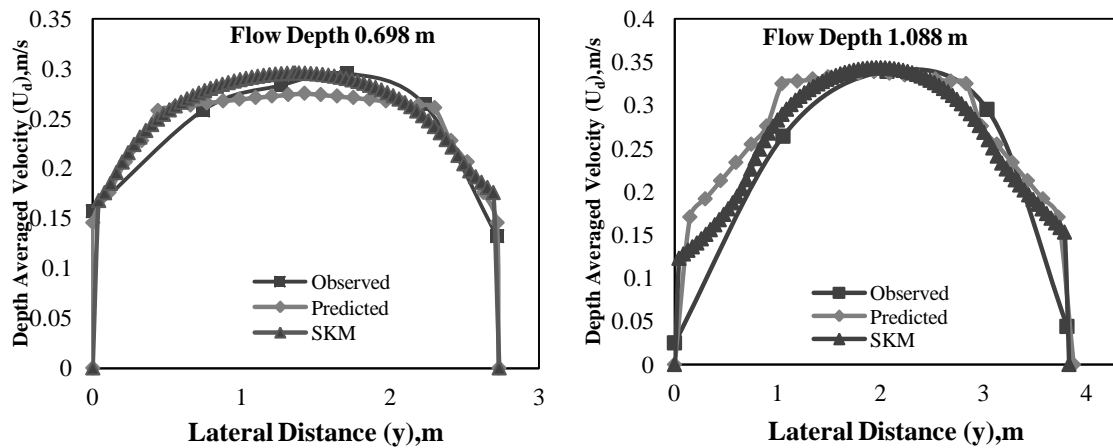 Flow Depth 0.698 m
Depth Averaged Velocity (Ud),m/s
0.35
0.3
0.25
0.2
0.15
0.1
0.05
0
Observed
Predicted
SKM
0 1 2 3
Lateral Distance (y),m
Flow Depth 1.088 m
Depth Averaged Velocity (Ud),m/s
0.4
0.35
0.3
0.25
0.2
0.15
0.1
0.05
0
Observed
Predicted
SKM
0 1 2 3 4
Lateral Distance (y),m